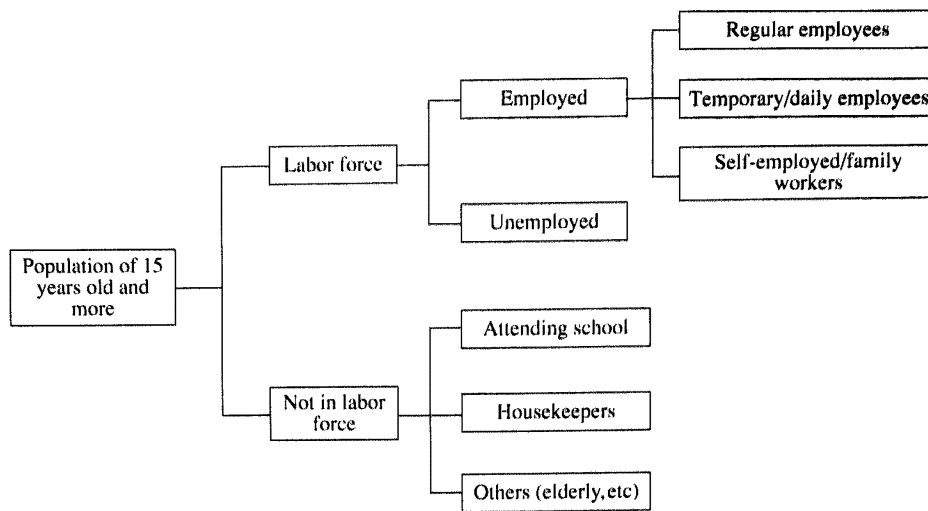 Regular employees
Employed
Temporary/daily employees
Self-employed/family
workers
Labor force
Unemployed
Population of 15
years old and
more
Attending school
Not in labor
force
Housekeepers
Others (elderly,etc)